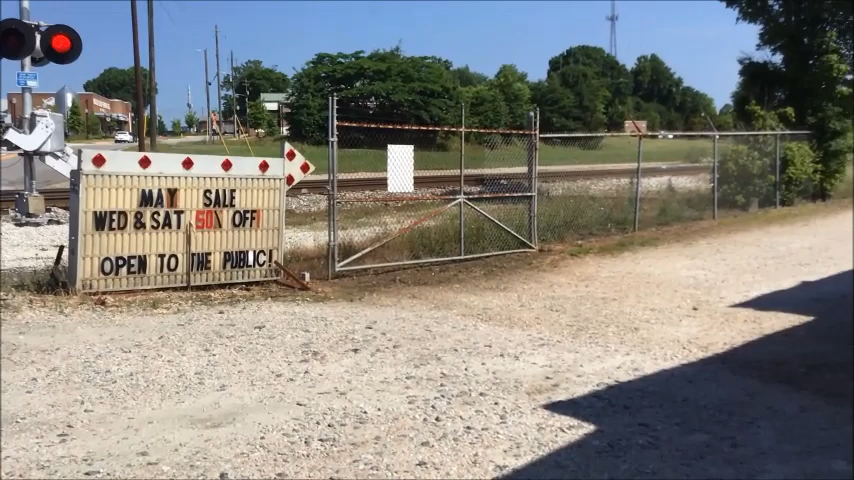 MAY SALE
WED & SAT 50% OFF!
OPEN TO THE PUBLIC!